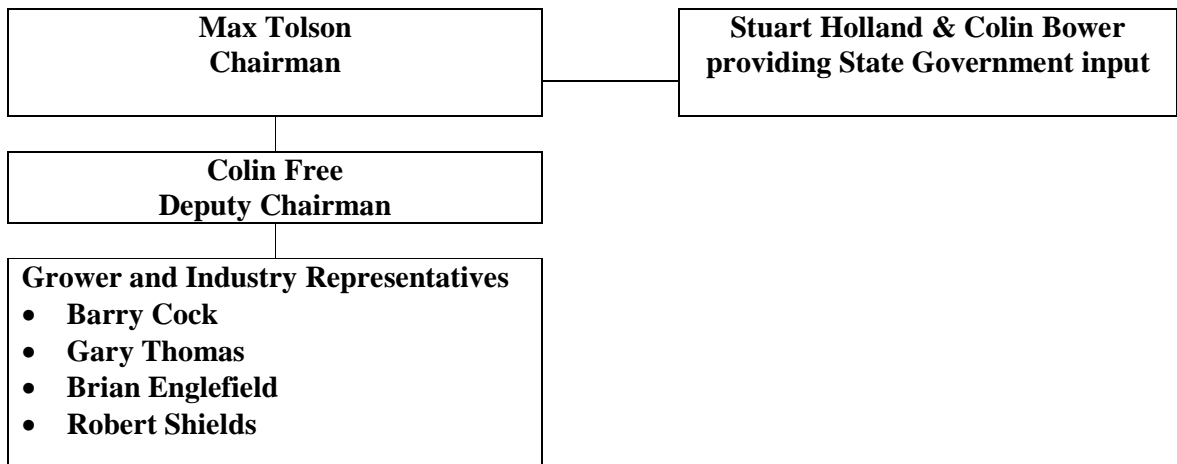 Max Tolson
Chairman
Stuart Holland & Colin Bower
providing State Government input
Colin Free
Deputy Chairman
Grower and Industry Representatives
• Barry Cock
• Gary Thomas
• Brian Englefield
• Robert Shields